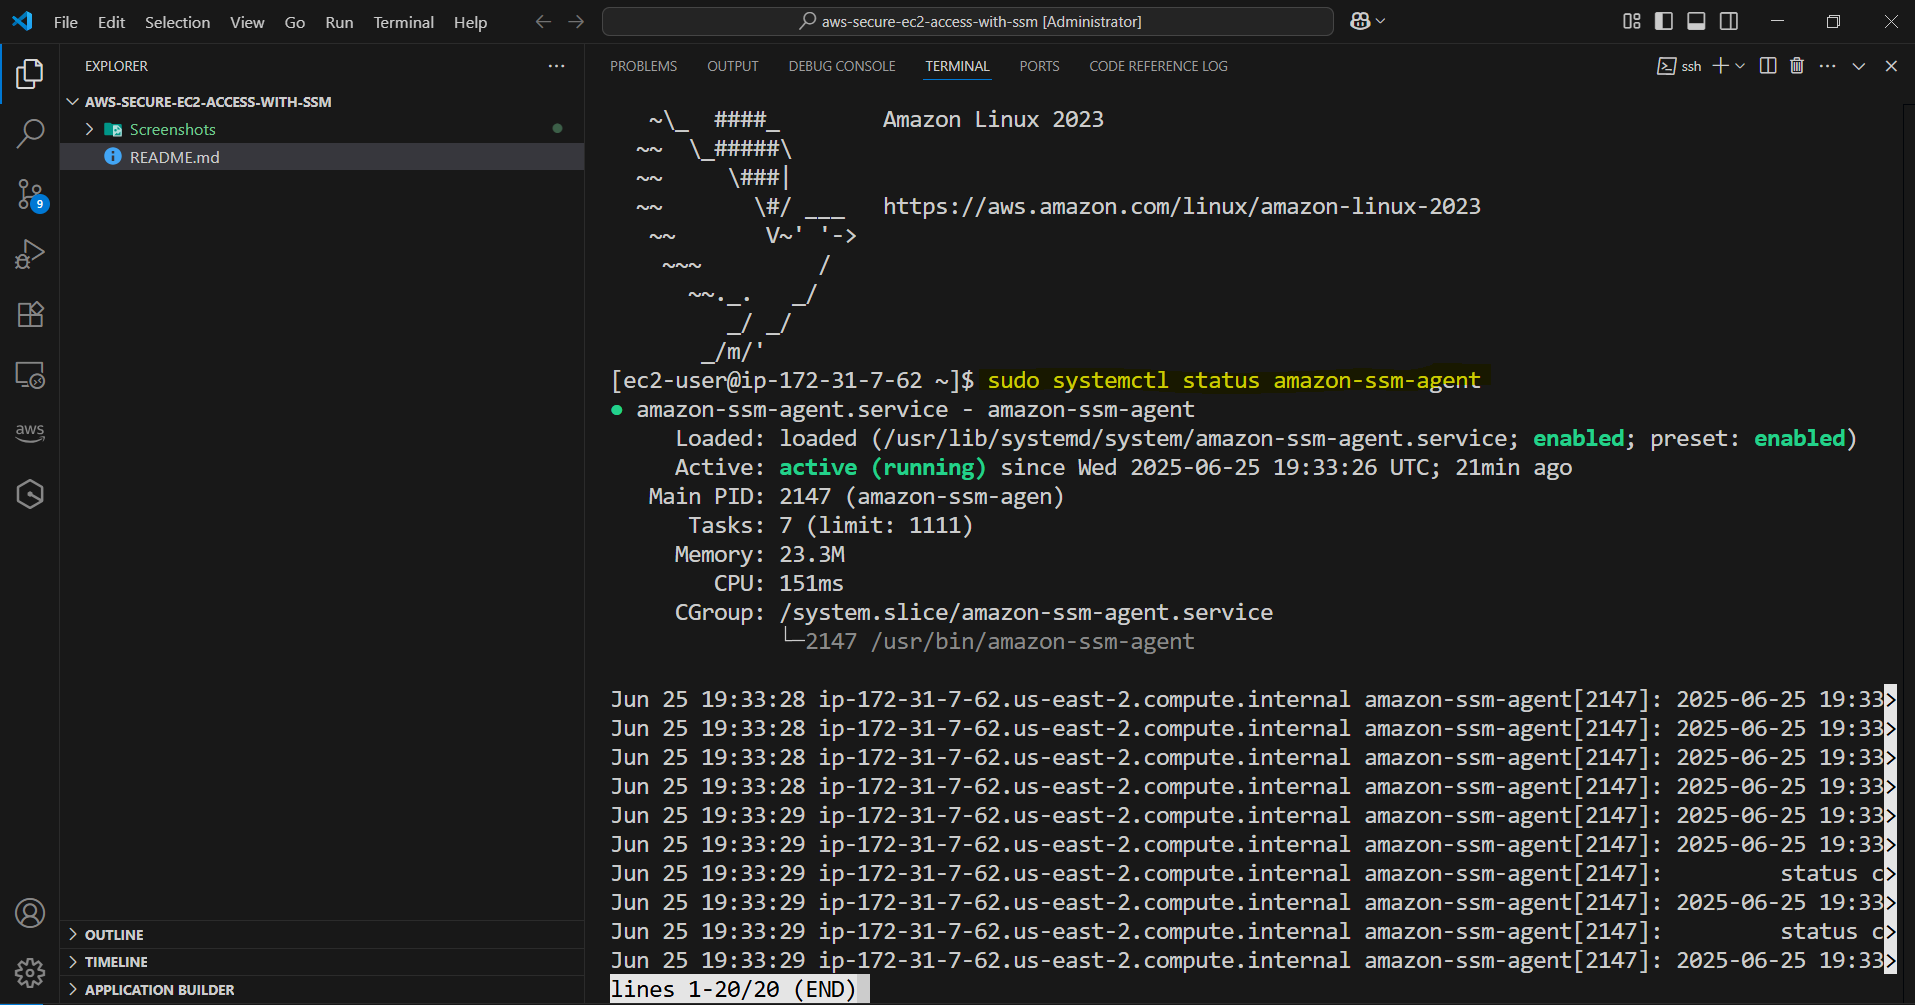 File Edit Selection View Go Run Terminal Help
aws-secure-ec2-access-with-ssm [Administrator]
EXPLORER
AWS-SECURE-EC2-ACCESS-WITH-SSM
Screenshots
README.md
9
aws
OUTLINE
TIMELINE
APPLICATION BUILDER
PROBLEMS OUTPUT DEBUG CONSOLE TERMINAL PORTS CODE REFERENCE LOG
ssh
   ~\_  ####_        Amazon Linux 2023
  ~~  \_#####\
  ~~     \###|
  ~~       \#/ ___   https://aws.amazon.com/linux/amazon-linux-2023
   ~~       V~' '->
    ~~~         /
      ~~._.   _/
         _/ _/
       _/m/'
[ec2-user@ip-172-31-7-62 ~]$ sudo systemctl status amazon-ssm-agent
● amazon-ssm-agent.service - amazon-ssm-agent
     Loaded: loaded (/usr/lib/systemd/system/amazon-ssm-agent.service; enabled; preset: enabled)
     Active: active (running) since Wed 2025-06-25 19:33:26 UTC; 21min ago
   Main PID: 2147 (amazon-ssm-agen)
      Tasks: 7 (limit: 1111)
     Memory: 23.3M
        CPU: 151ms
     CGroup: /system.slice/amazon-ssm-agent.service
             └─2147 /usr/bin/amazon-ssm-agent
Jun 25 19:33:28 ip-172-31-7-62.us-east-2.compute.internal amazon-ssm-agent[2147]: 2025-06-25 19:33>
Jun 25 19:33:28 ip-172-31-7-62.us-east-2.compute.internal amazon-ssm-agent[2147]: 2025-06-25 19:33>
Jun 25 19:33:28 ip-172-31-7-62.us-east-2.compute.internal amazon-ssm-agent[2147]: 2025-06-25 19:33>
Jun 25 19:33:28 ip-172-31-7-62.us-east-2.compute.internal amazon-ssm-agent[2147]: 2025-06-25 19:33>
Jun 25 19:33:29 ip-172-31-7-62.us-east-2.compute.internal amazon-ssm-agent[2147]: 2025-06-25 19:33>
Jun 25 19:33:29 ip-172-31-7-62.us-east-2.compute.internal amazon-ssm-agent[2147]: 2025-06-25 19:33>
Jun 25 19:33:29 ip-172-31-7-62.us-east-2.compute.internal amazon-ssm-agent[2147]:         status c>
Jun 25 19:33:29 ip-172-31-7-62.us-east-2.compute.internal amazon-ssm-agent[2147]: 2025-06-25 19:33>
Jun 25 19:33:29 ip-172-31-7-62.us-east-2.compute.internal amazon-ssm-agent[2147]:         status c>
Jun 25 19:33:29 ip-172-31-7-62.us-east-2.compute.internal amazon-ssm-agent[2147]: 2025-06-25 19:33>
lines 1-20/20 (END)